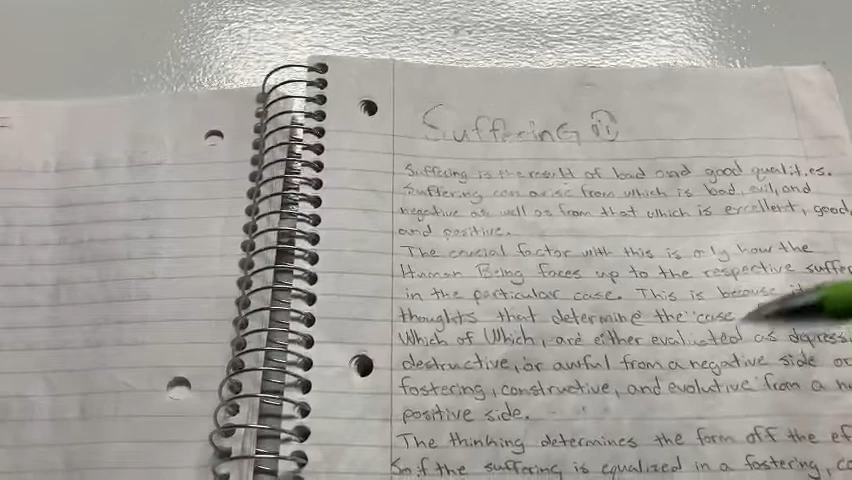 Suffering
Suffering is the result of bad and good qualities.
Suffering can arise from which is bad, evil, and
negative as well as from that which is excellent, good,
and positive.
The crucial factor with this is only how the
Human Being faces up to the respective
in the particular case. This is because
thoughts that determine the case
Which of Which, are either evaluated as
destructive, or awful from a negative side or
fostering, constructive, and evolutive from a
positive side.
The thinking determines the form off the
So if the suffering is equalized in a fostering,